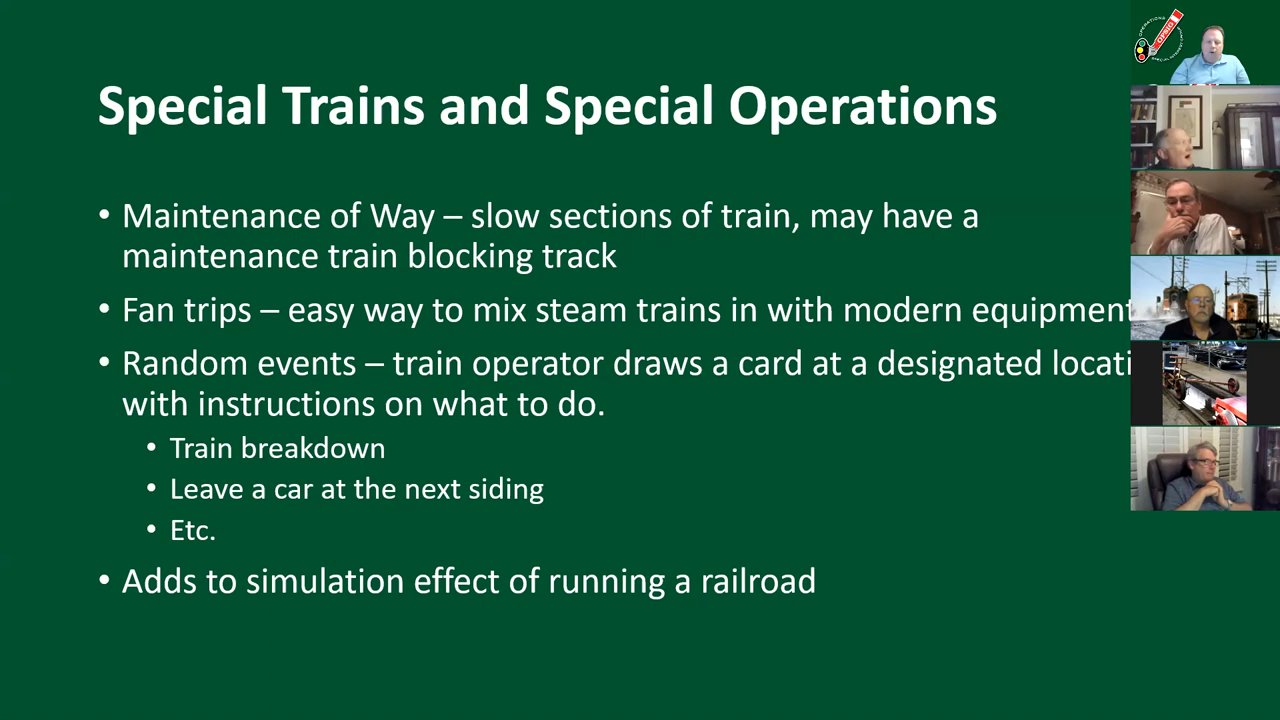 Special Trains and Special Operations
• Maintenance of Way – slow sections of train, may have a
maintenance train blocking track
• Fan trips – easy way to mix steam trains in with modern equipment
• Random events – train operator draws a card at a designated locati
with instructions on what to do.
• Train breakdown
• Leave a car at the next siding
• Etc.
• Adds to simulation effect of running a railroad
OPERATIONS
OPSIG